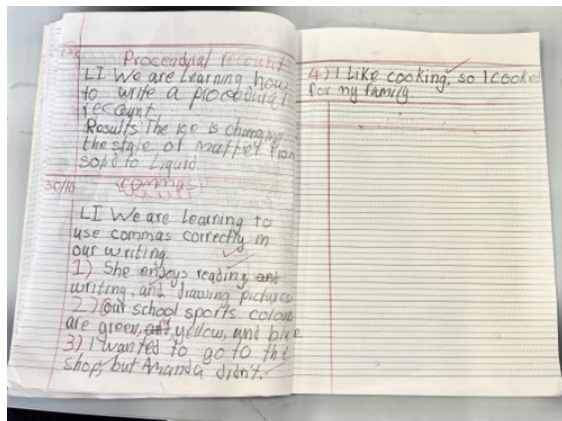 Procedural recount
LI We are learning how
to write a procedural
reccount
Results The ice is changing
the state of matter from
solid to liquid
30/10 commas
LI We are learning to
use commas correctly in
our writing.
1) She enjoys reading, and
writing, and drawing pictures
2) Our school sports colours
are green, and yellow, and blue.
3) I wanted to go to the
shop, but Amanda didn't.
4) I Like cooking, so I cooked
for my family.